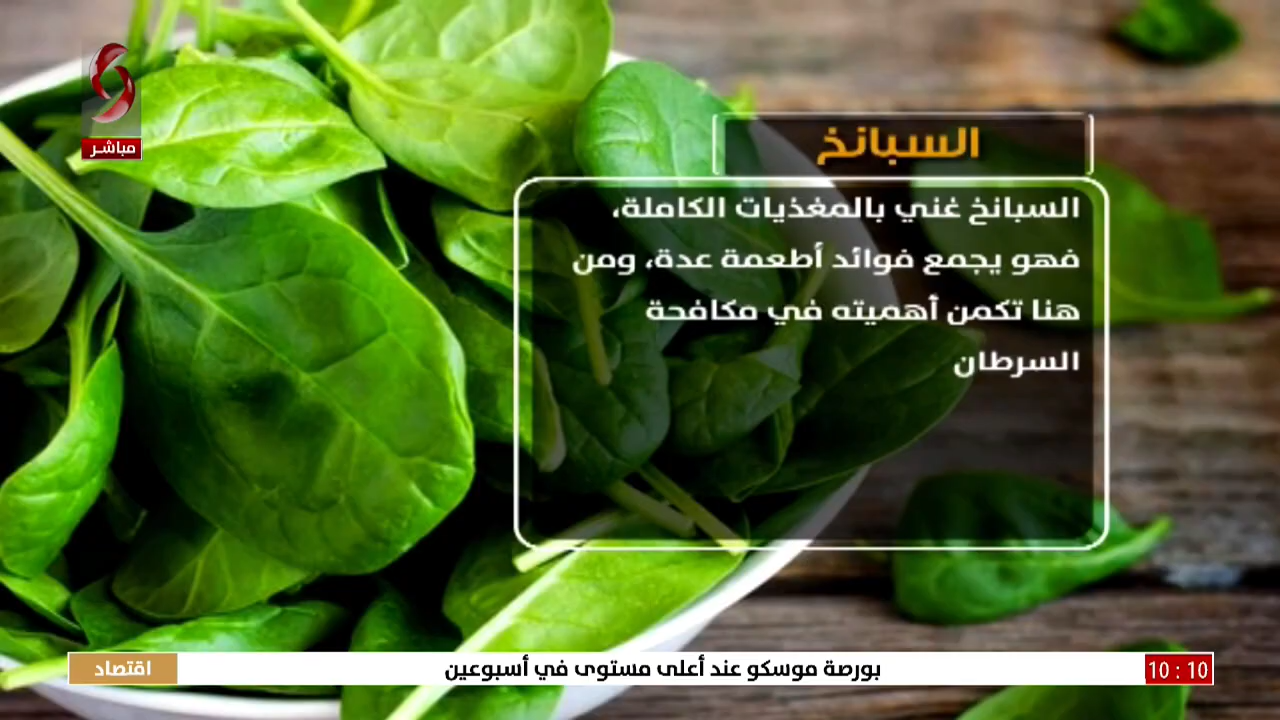 مباشر
السبانخ
السبانخ غني بالمغذيات الكاملة،
فهو يجمع فوائد أطعمة عدة، ومن
هنا تكمن أهميته في مكافحة
السرطان
اقتصاد
بورصة موسكو عند أعلى مستوى في أسبوعين
10 : 10